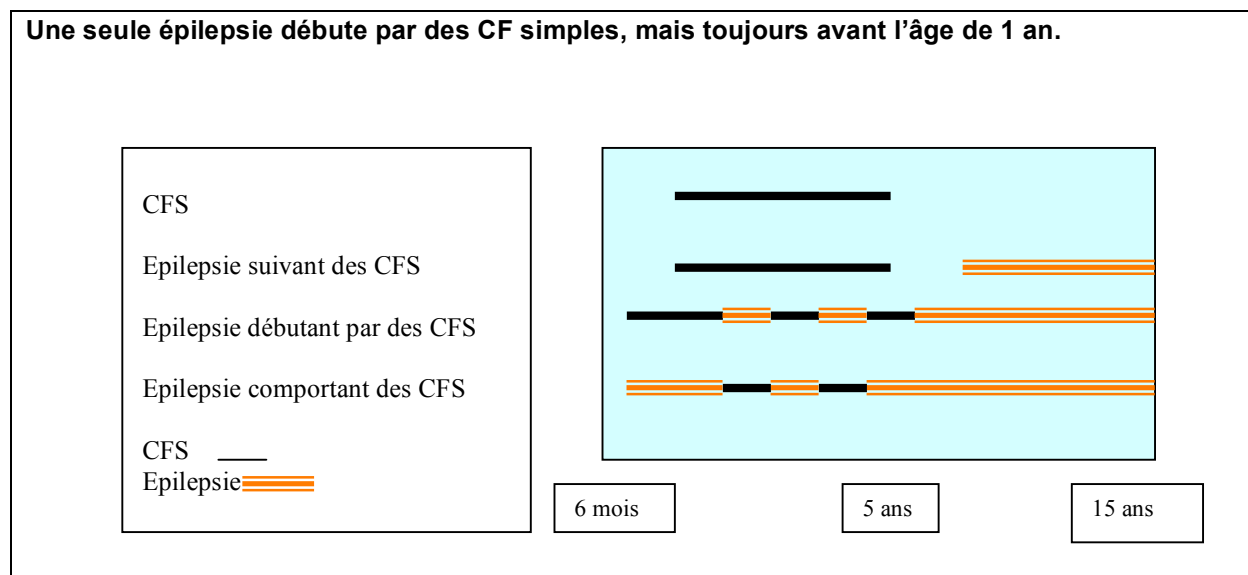 Une seule épilepsie débute par des CF simples, mais toujours avant l’âge de 1 an.
CFS
Epilepsie suivant des CFS
Epilepsie débutant par des CFS
Epilepsie comportant des CFS
CFS
Epilepsie
6 mois
5 ans
15 ans